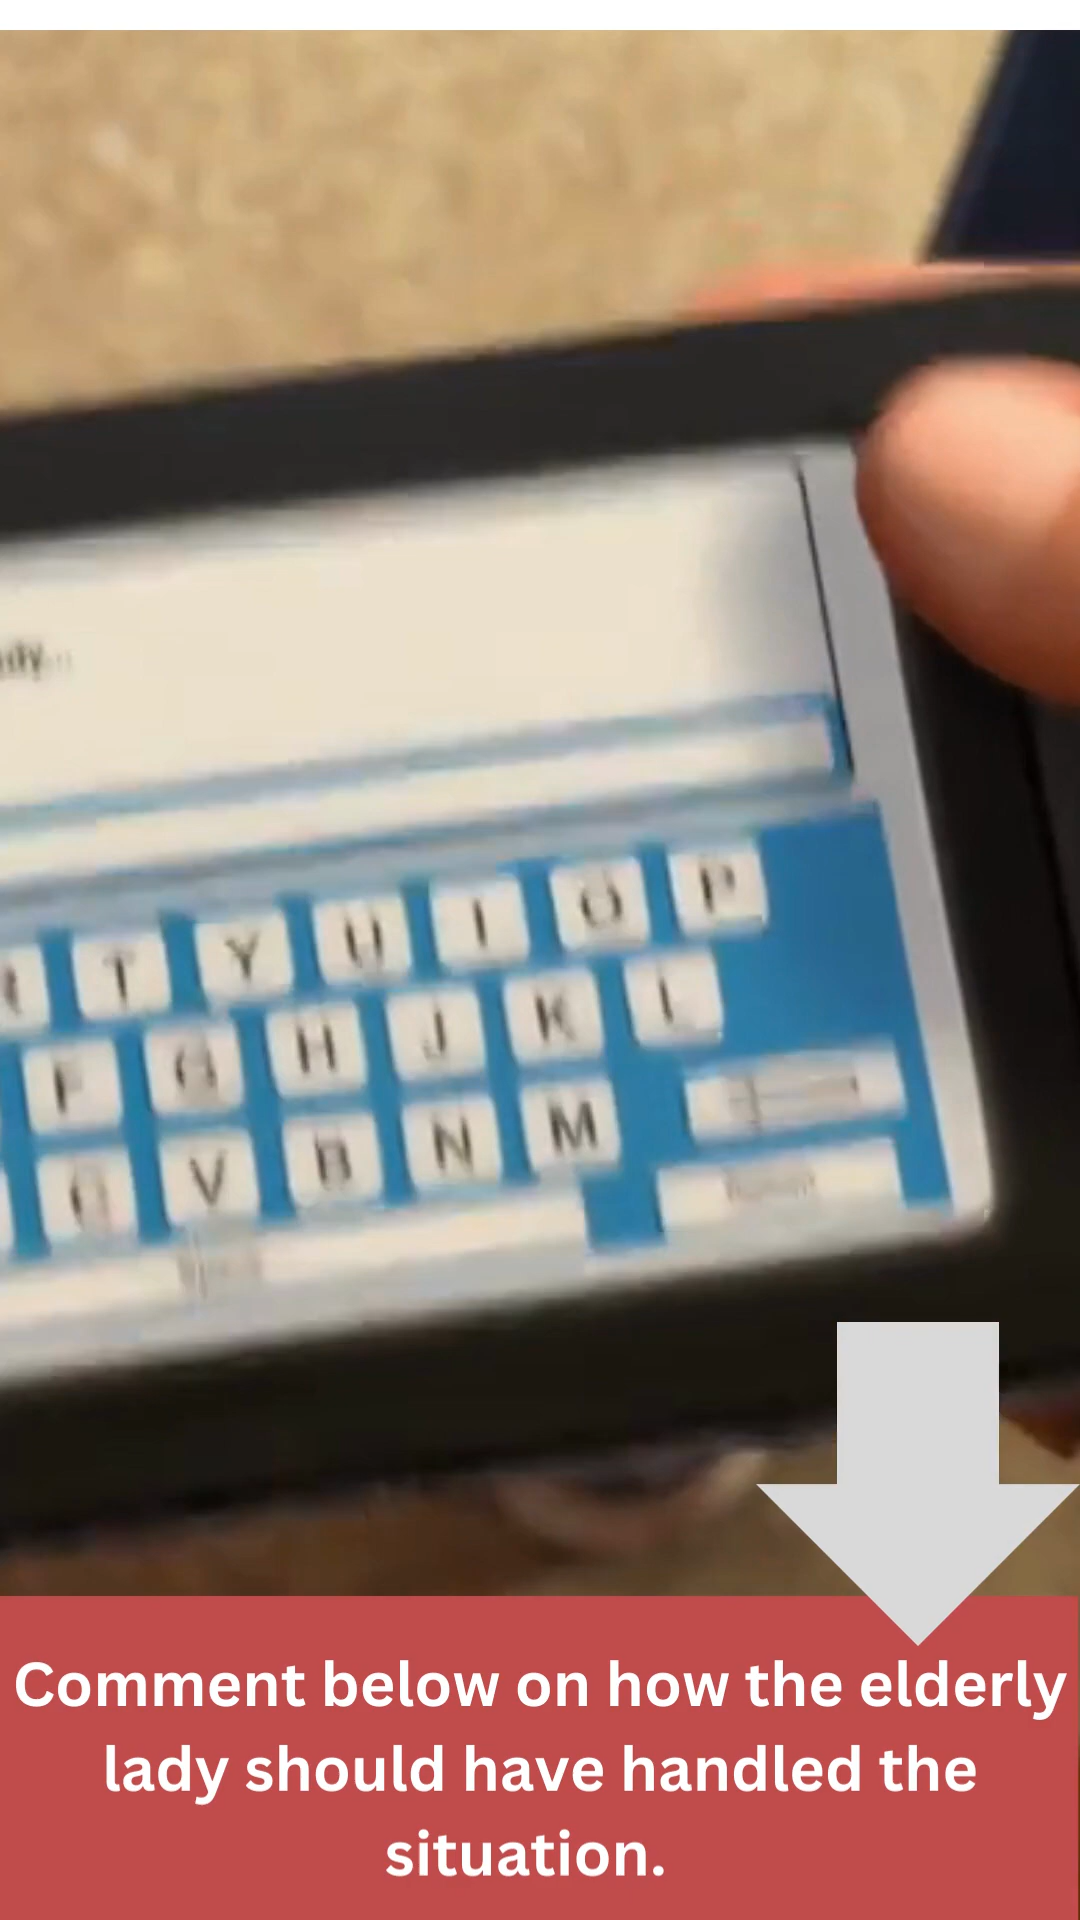 T Y U I O P
F G H J K L
C V B N M
Comment below on how the elderly
lady should have handled the
situation.